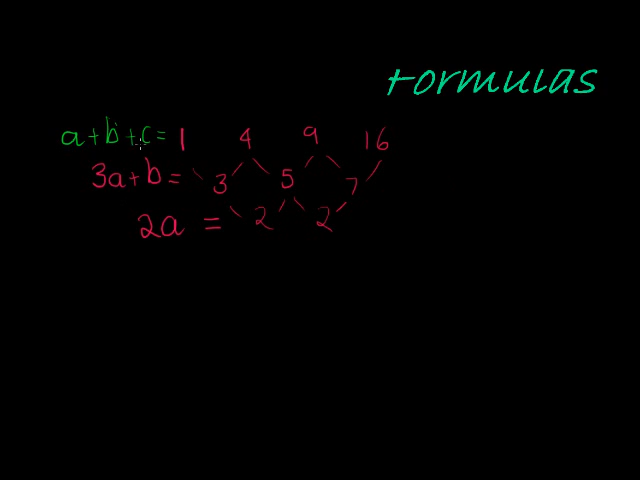 Formulas
a+b+c= 1 4 9 16
3a+b= 3 5 7
2a = 2 2